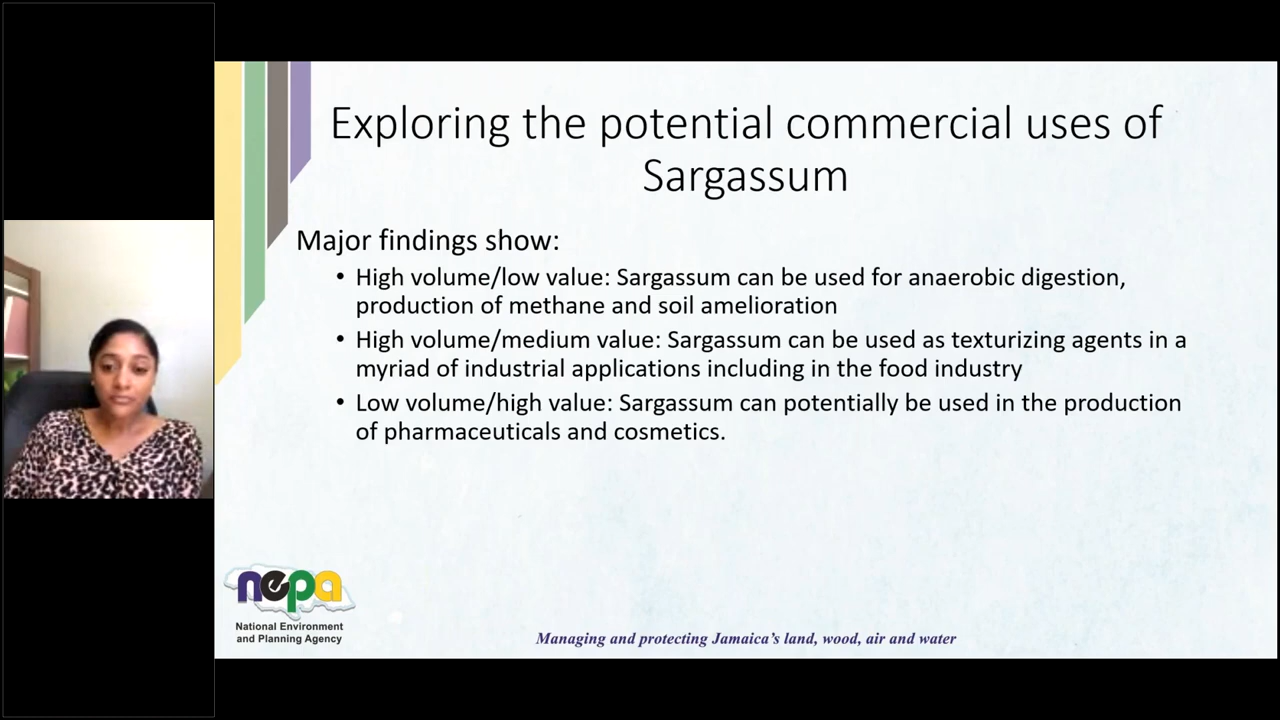 Exploring the potential commercial uses of
Sargassum
Major findings show:
• High volume/low value: Sargassum can be used for anaerobic digestion,
production of methane and soil amelioration
• High volume/medium value: Sargassum can be used as texturizing agents in a
myriad of industrial applications including in the food industry
• Low volume/high value: Sargassum can potentially be used in the production
of pharmaceuticals and cosmetics.
nepa
National Environment
and Planning Agency
Managing and protecting Jamaica's land, wood, air and water